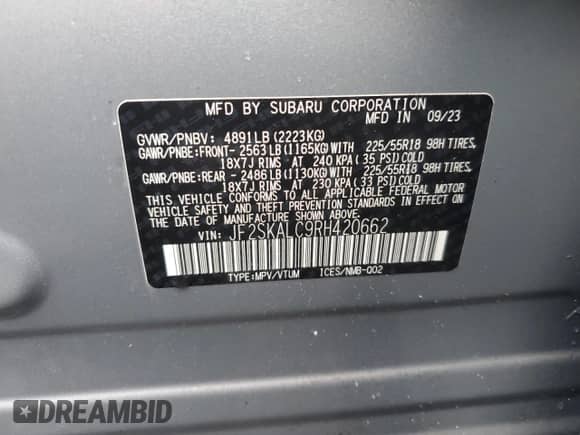 MFD BY SUBARU CORPORATION
MFD IN 09/23
GVWR/PNBV: 4891LB (2223KG)
GAWR/PNBE:FRONT- 2563LB(1165KG)WITH 225/55R18 98H TIRES,
18X7J RIMS AT 240 KPA (35 PSI)COLD
GAWR/PNBE:REAR - 2486LB(1130KG)WITH 225/55R18 98H TIRES,
18X7J RIMS AT 230 KPA (33 PSI)COLD
THIS VEHICLE CONFORMS TO ALL APPLICABLE FEDERAL MOTOR
VEHICLE SAFETY AND THEFT PREVENTION STANDARDS IN EFFECT ON
THE DATE OF MANUFACTURE SHOWN ABOVE.
VIN: JF2SKALC9RH420662
TYPE:MPV/VTUM ICES/NMB-002
DREAMBID